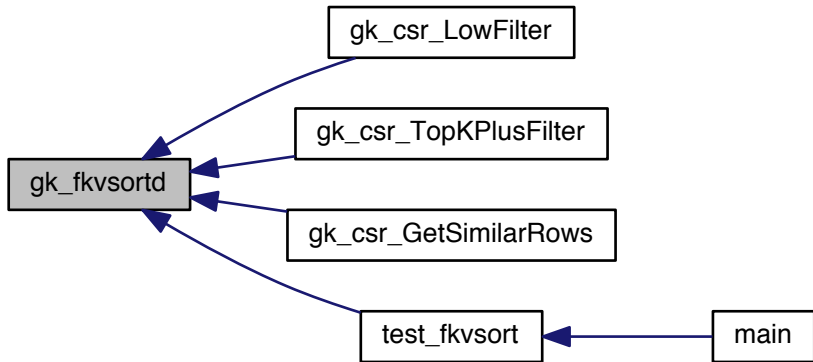 gk_csr_LowFilter
gk_csr_TopKPlusFilter
gk_fkvsortd
gk_csr_GetSimilarRows
test_fkvsort
main